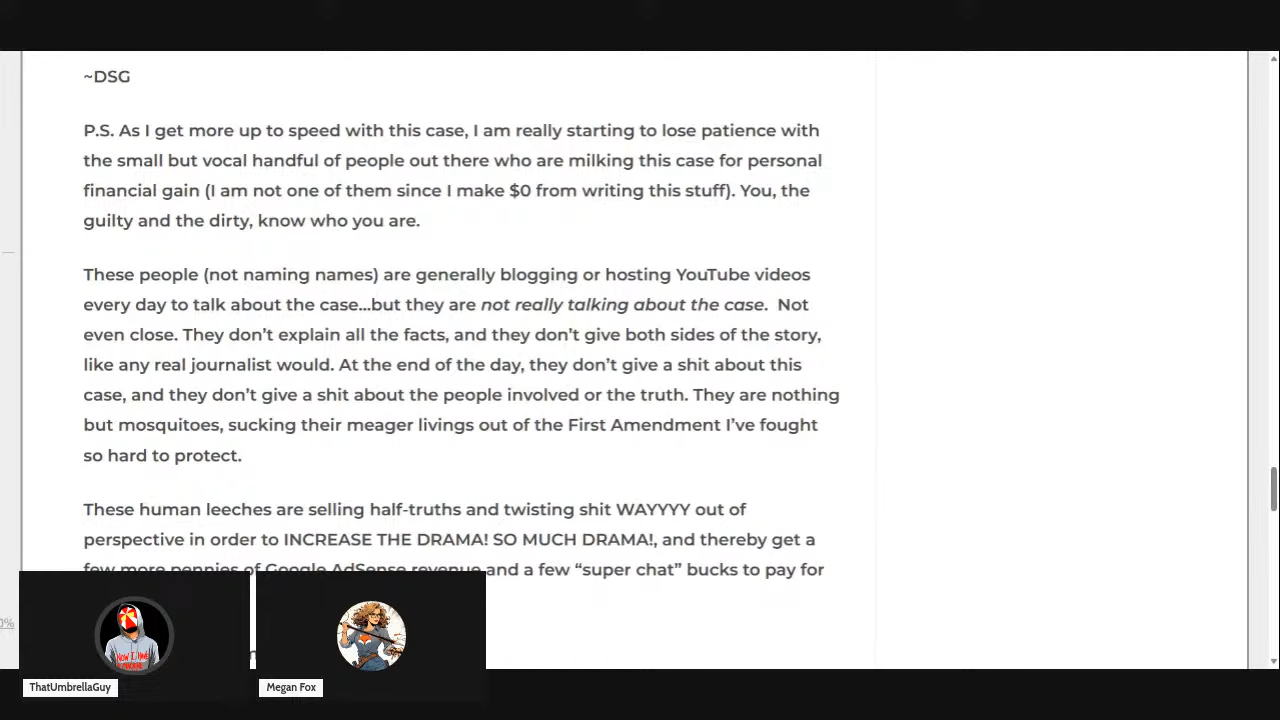 ~DSG
P.S. As I get more up to speed with this case, I am really starting to lose patience with
the small but vocal handful of people out there who are milking this case for personal
financial gain (I am not one of them since I make $0 from writing this stuff). You, the
guilty and the dirty, know who you are.
These people (not naming names) are generally blogging or hosting YouTube videos
every day to talk about the case...but they are not really talking about the case.  Not
even close. They don’t explain all the facts, and they don’t give both sides of the story,
like any real journalist would. At the end of the day, they don’t give a shit about this
case, and they don’t give a shit about the people involved or the truth. They are nothing
but mosquitoes, sucking their meager livings out of the First Amendment I’ve fought
so hard to protect.
These human leeches are selling half-truths and twisting shit WAYYYY out of
perspective in order to INCREASE THE DRAMA! SO MUCH DRAMA!, and thereby get a
few more pennies of Google AdSense revenue and a few “super chat” bucks to pay for
0%
NOW I HAVE
ThatUmbrellaGuy
Megan Fox